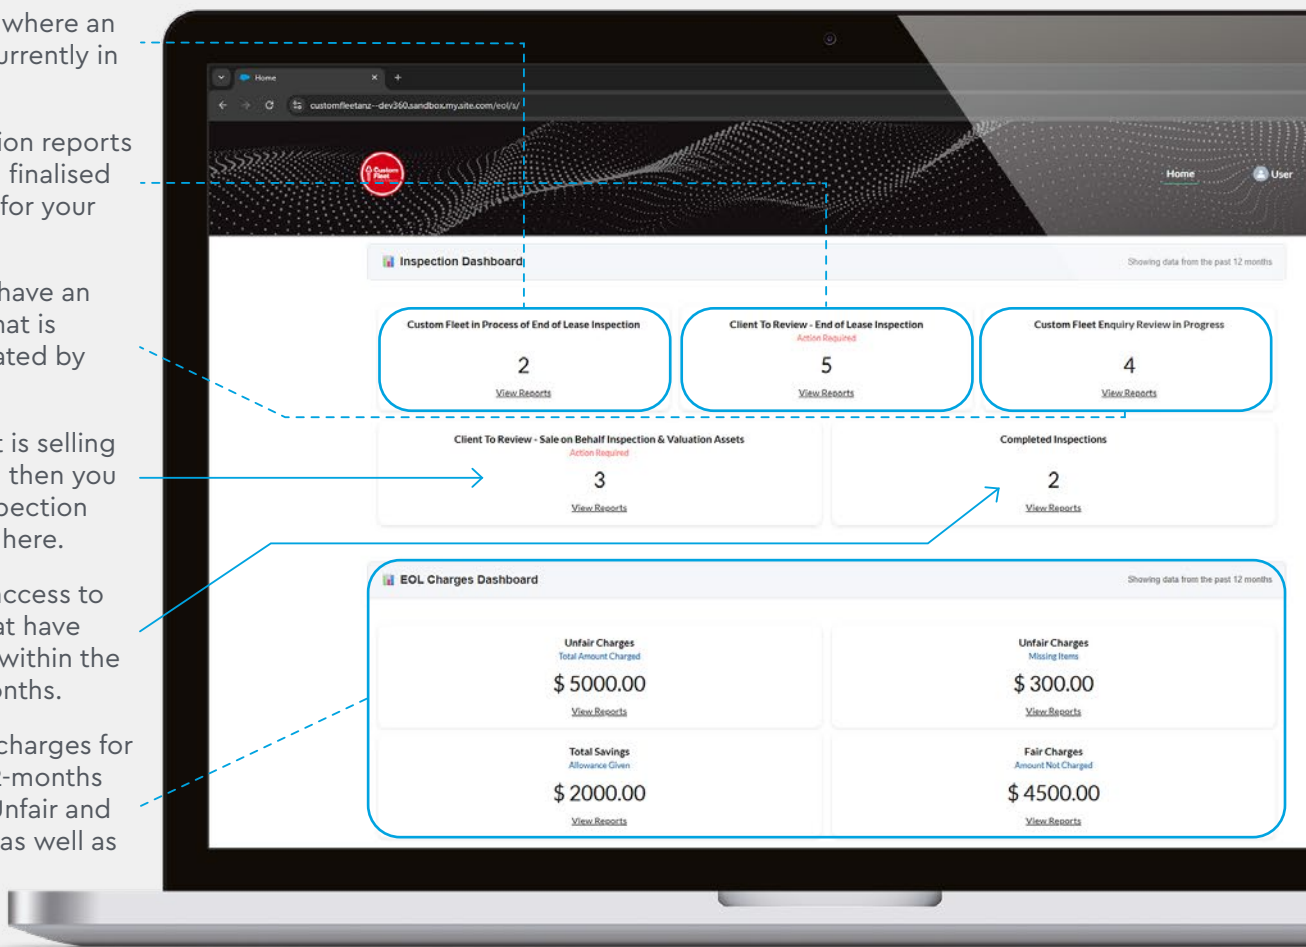 where an
urrently in
ion reports
finalised
for your
have an
hat is
ated by
t is selling
then you
pection
here.
access to
at have
within the
onths.
charges for
2-months
Unfair and
as well as
Home
customfleetanz--dev360.sandbox.my.site.com/eol/s/
Custom
Fleet
Home
User
Inspection Dashboard
Showing data from the past 12 months
Custom Fleet in Process of End of Lease Inspection
2
View Reports
Client To Review - End of Lease Inspection
Action Required
5
View Reports
Custom Fleet Enquiry Review in Progress
4
View Reports
Client To Review - Sale on Behalf Inspection & Valuation Assets
Action Required
3
View Reports
Completed Inspections
2
View Reports
EOL Charges Dashboard
Showing data from the past 12 months
Unfair Charges
Total Amount Charged
$ 5000.00
View Reports
Unfair Charges
Missing Items
$ 300.00
View Reports
Total Savings
Allowance Given
$ 2000.00
View Reports
Fair Charges
Amount Not Charged
$ 4500.00
View Reports